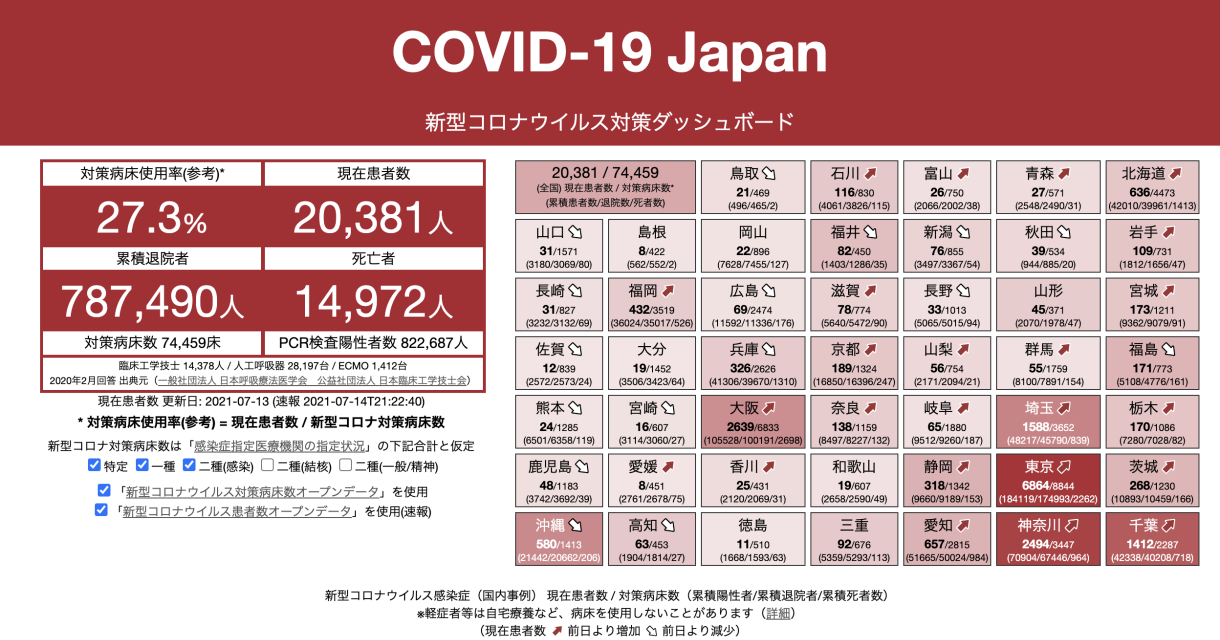 COVID-19 Japan
新型コロナウイルス対策ダッシュボード
対策病床使用率(参考)*
27.3%
現在患者数
20,381人
累積退院者
787,490人
死亡者
14,972人
対策病床数 74,459床
PCR検査陽性者数 822,687人
臨床工学技士 14,378人 / 人工呼吸器 28,197台 / ECMO 1,412台
2020年2月回答 出典元（一般社団法人 日本呼吸療法医学会　公益社団法人 日本臨床工学技士会）
現在患者数 更新日: 2021-07-13 (速報 2021-07-14T21:22:40)
* 対策病床使用率(参考) = 現在患者数 / 新型コロナ対策病床数
新型コロナ対策病床数は「感染症指定医療機関の指定状況」の下記合計と仮定
特定 一種 二種(感染) 二種(結核) 二種(一般/精神)
「新型コロナウイルス対策病床数オープンデータ」を使用
「新型コロナウイルス患者数オープンデータ」を使用(速報)
20,381 / 74,459
(全国) 現在患者数 / 対策病床数*
(累積患者数/退院数/死者数)
鳥取
21/469
(496/465/2)
石川
116/830
(4061/3826/115)
富山
26/750
(2066/2002/38)
青森
27/571
(2548/2490/31)
北海道
636/4473
(42010/39961/1413)
山口
31/1571
(3180/3069/80)
島根
8/422
(562/552/2)
岡山
22/896
(7628/7455/127)
福井
82/450
(1403/1286/35)
新潟
76/855
(3497/3367/54)
秋田
39/534
(944/885/20)
岩手
109/731
(1812/1656/47)
長崎
31/827
(3232/3132/69)
福岡
432/3519
(36024/35017/526)
広島
69/2474
(11592/11336/176)
滋賀
78/774
(5640/5472/90)
長野
33/1013
(5065/5015/94)
山形
45/371
(2070/1978/47)
宮城
173/1211
(9362/9079/91)
佐賀
12/839
(2572/2573/24)
大分
19/1452
(3506/3423/64)
兵庫
326/2626
(41306/39670/1310)
京都
189/1324
(16850/16396/247)
山梨
56/754
(2171/2094/21)
群馬
55/1759
(8100/7891/154)
福島
171/773
(5108/4776/161)
熊本
24/1285
(6501/6358/119)
宮崎
16/607
(3114/3060/27)
大阪
2639/6833
(105528/100191/2698)
奈良
138/1159
(8497/8227/132)
岐阜
65/1880
(9512/9260/187)
埼玉
1588/3652
(48217/45790/839)
栃木
170/1086
(7280/7028/82)
鹿児島
48/1183
(3742/3692/39)
愛媛
8/451
(2761/2678/75)
香川
25/431
(2120/2069/31)
和歌山
19/607
(2658/2590/49)
静岡
318/1342
(9660/9189/153)
東京
6864/8844
(184119/174993/2262)
茨城
268/1230
(10893/10459/166)
沖縄
580/1413
(21442/20662/206)
高知
63/453
(1904/1814/27)
徳島
11/510
(1668/1593/63)
三重
92/676
(5359/5293/113)
愛知
657/2815
(51665/50024/984)
神奈川
2494/3447
(70904/67446/964)
千葉
1412/2287
(42338/40208/718)
新型コロナウイルス感染症（国内事例） 現在患者数 / 対策病床数（累積陽性者/累積退院者/累積死者数）
※軽症者等は自宅療養など、病床を使用しないことがあります（詳細）
（現在患者数 前日より増加 前日より減少）